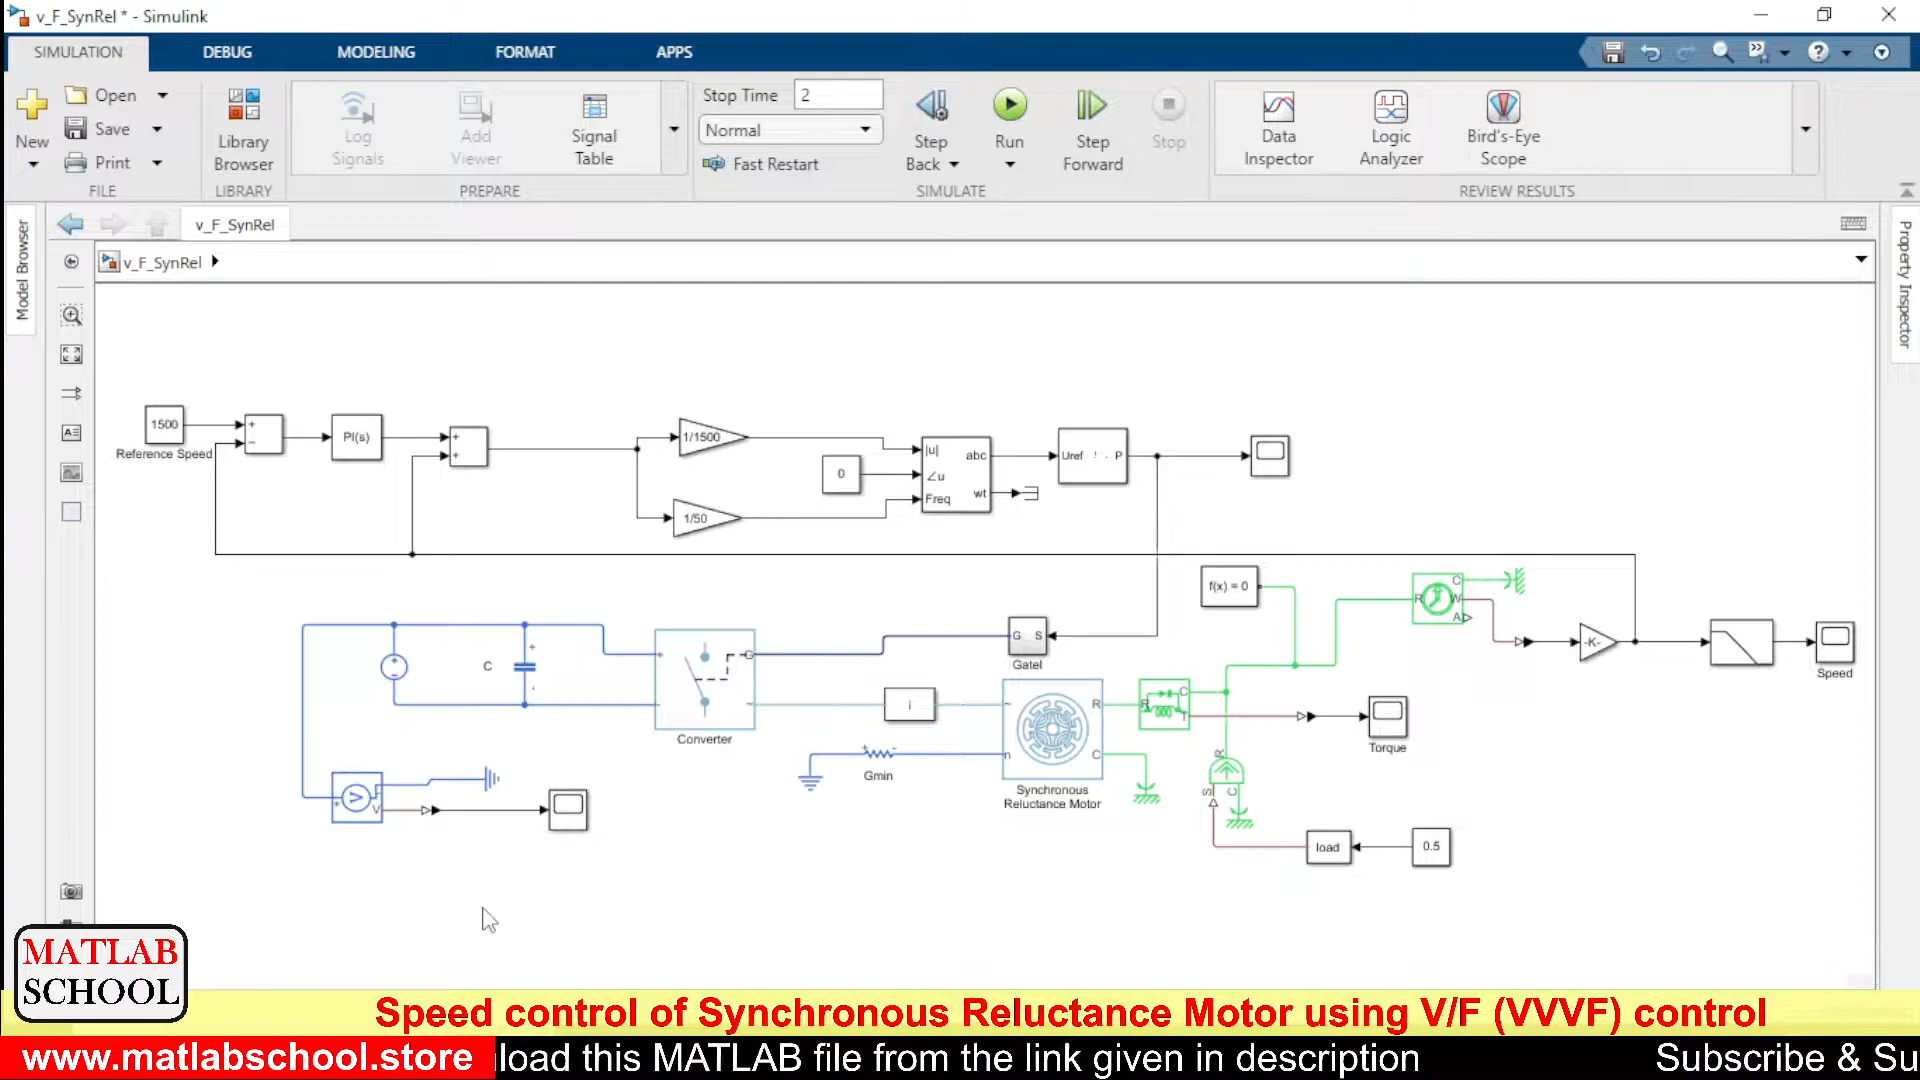 v_F_SynRel * - Simulink
SIMULATION DEBUG MODELING FORMAT APPS
New
Open
Save
Print
FILE
Library Browser
LIBRARY
Log Signals
Add Viewer
Signal Table
PREPARE
Stop Time 2
Normal
Fast Restart
Step Back
Run
Step Forward
Stop
SIMULATE
Data Inspector
Logic Analyzer
Bird's-Eye Scope
REVIEW RESULTS
Model Browser
v_F_SynRel
v_F_SynRel
Property Inspector
1500
Reference Speed
+
−
PI(s)
+
+
1/1500
1/50
0
|u|
∠u
Freq
abc
wt
Uref P
f(x) = 0
R C W A
-K-
Speed
G S
GateI
C
+
+ G
- ~
Converter
i
~ R
n C
Synchronous
Reluctance Motor
R C T
Torque
+ -
Gmin
+ V
V
R
S C
load
0.5
MATLAB
SCHOOL
Speed control of Synchronous Reluctance Motor using V/F (VVVF) control
www.matlabschool.store
load this MATLAB file from the link given in description
Subscribe & Su